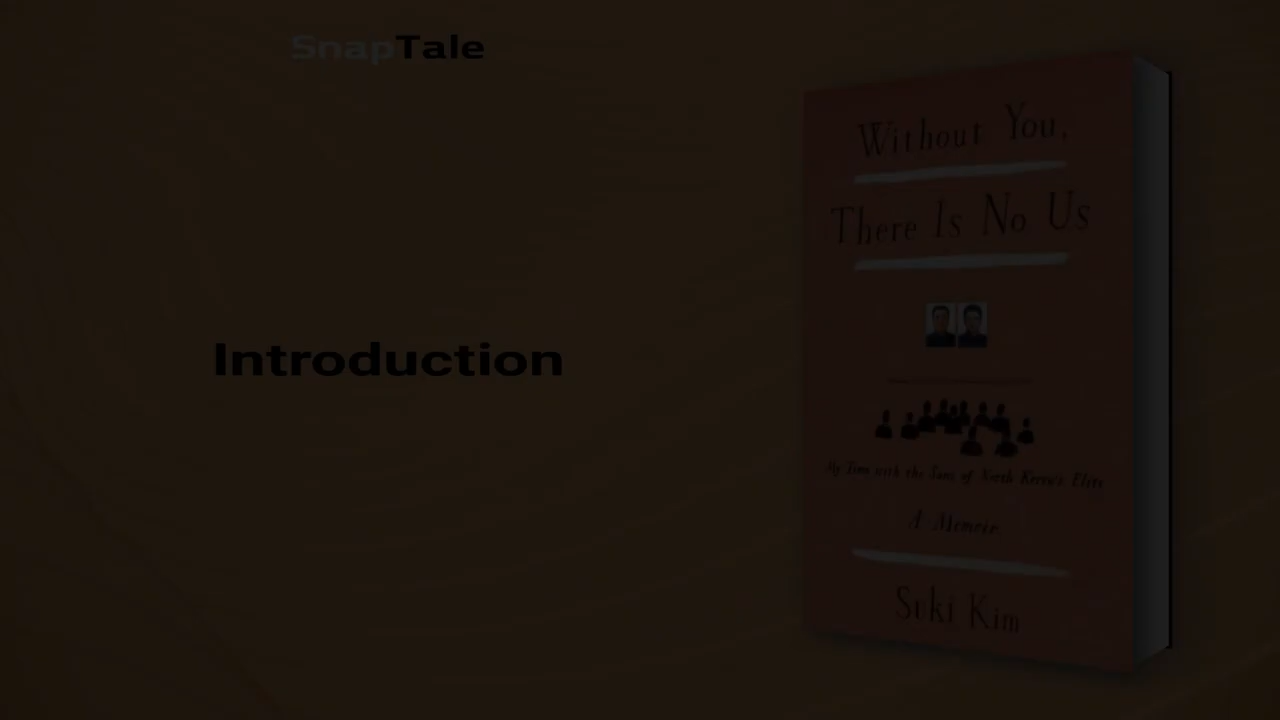 SnapTale
Introduction
Without You,
There Is No Us
My Time with the Sons of North Korea's Elite
A Memoir
Suki Kim